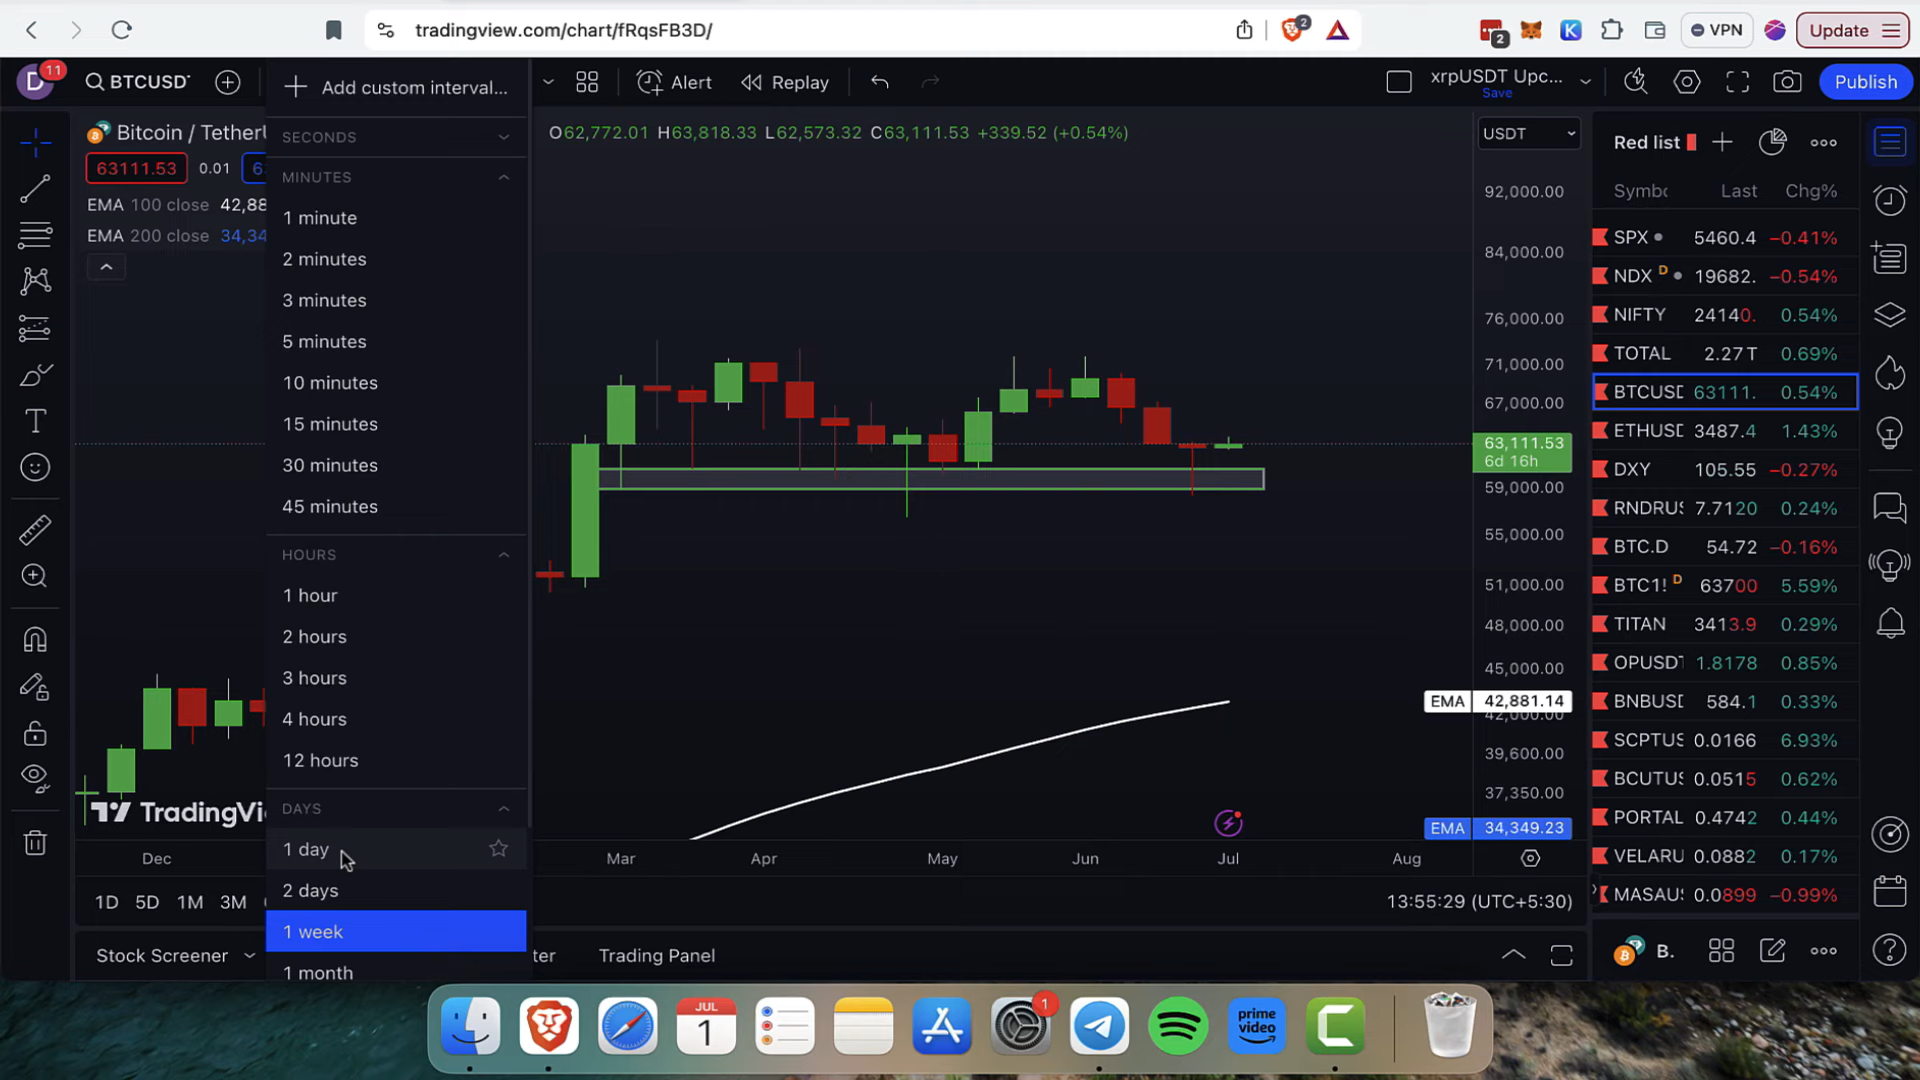 tradingview.com/chart/fRqsFB3D/
2
2
VPN
Update
D
11
BTCUSD
Add custom interval...
Alert
Replay
xrpUSDT Upc...
Save
Publish
Bitcoin / Tether
63111.53
0.01
EMA 100 close 42,88
EMA 200 close 34,34
SECONDS
MINUTES
1 minute
2 minutes
3 minutes
5 minutes
10 minutes
15 minutes
30 minutes
45 minutes
HOURS
1 hour
2 hours
3 hours
4 hours
12 hours
DAYS
1 day
2 days
1 week
1 month
O62,772.01 H63,818.33 L62,573.32 C63,111.53 +339.52 (+0.54%)
USDT
92,000.00
84,000.00
76,000.00
71,000.00
67,000.00
63,111.53
6d 16h
59,000.00
55,000.00
51,000.00
48,000.00
45,000.00
EMA 42,881.14
42,000.00
39,600.00
37,350.00
EMA 34,349.23
TradingVi
Dec
Mar
Apr
May
Jun
Jul
Aug
1D 5D 1M 3M
13:55:29 (UTC+5:30)
Stock Screener
ter
Trading Panel
Red list
Last
Chg%
SPX 5460.4 −0.41%
NDX D 19682. −0.54%
NIFTY 24140. 0.54%
TOTAL 2.27T 0.69%
BTCUSD 63111. 0.54%
ETHUSD 3487.4 1.43%
DXY 105.55 −0.27%
RNDRUS 7.7120 0.24%
BTC.D 54.72 −0.16%
BTC1! D 63700 5.59%
TITAN 3413.9 0.29%
OPUSDT 1.8178 0.85%
BNBUSD 584.1 0.33%
SCPTUS 0.0166 6.93%
BCUTUS 0.0515 0.62%
PORTAL 0.4742 0.44%
VELARU 0.0882 0.17%
MASAUS 0.0899 −0.99%
B.
JUL
1
1
prime
video